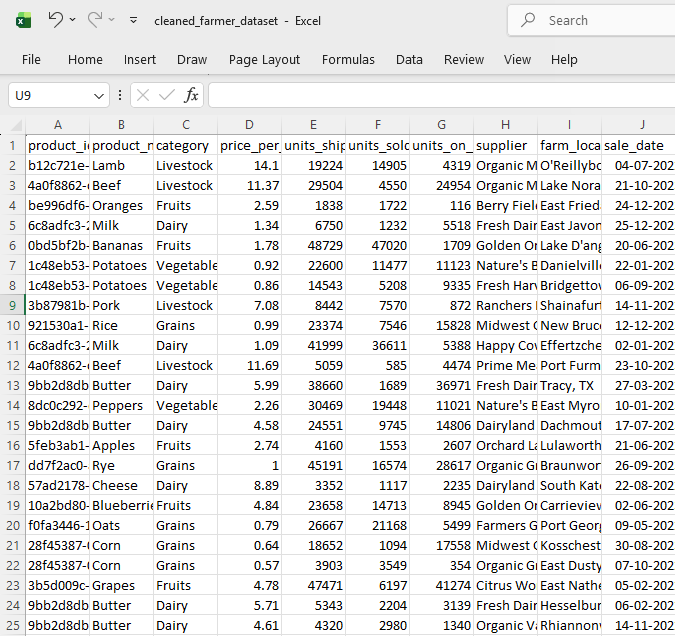 cleaned_farmer_dataset - Excel Search
File Home Insert Draw Page Layout Formulas Data Review View Help
U9 fx
A B C D E F G H I J
1 product_id product_n category price_per_ units_ship units_sold units_on_ supplier farm_loca sale_date
2 b12c721e- Lamb Livestock 14.1 19224 14905 4319 Organic M O'Reillybo 04-07-202
3 4a0f8862- Beef Livestock 11.37 29504 4550 24954 Organic M Lake Nora 21-10-202
4 be996df6- Oranges Fruits 2.59 1838 1722 116 Berry Fiel East Frieda 24-12-202
5 6c8adfc3-2 Milk Dairy 1.34 6750 1232 5518 Fresh Dair East Javon 25-12-202
6 0bd5bf2b- Bananas Fruits 1.78 48729 47020 1709 Golden Or Lake D'ang 20-06-202
7 1c48eb53- Potatoes Vegetable 0.92 22600 11477 11123 Nature's B Danielvill 22-01-202
8 1c48eb53- Potatoes Vegetable 0.86 14543 5208 9335 Fresh Har Bridgettow 06-09-202
9 3b87981b- Pork Livestock 7.08 8442 7570 872 Ranchers Shainafur 14-11-202
10 921530a1- Rice Grains 0.99 23374 7546 15828 Midwest New Bruc 12-12-202
11 6c8adfc3-2 Milk Dairy 1.09 41999 36611 5388 Happy Cov Effertzche 02-01-202
12 4a0f8862- Beef Livestock 11.69 5059 585 4474 Prime Me Port Furm 23-10-202
13 9bb2d8db Butter Dairy 5.99 38660 1689 36971 Fresh Dair Tracy, TX 27-03-202
14 8dc0c292- Peppers Vegetable 2.26 30469 19448 11021 Nature's B East Myro 10-01-202
15 9bb2d8db Butter Dairy 4.58 24551 9745 14806 Dairyland Dachmout 17-07-202
16 5feb3ab1- Apples Fruits 2.74 4160 1553 2607 Orchard La Lulaworth 21-06-202
17 dd7f2ac0- Rye Grains 1 45191 16574 28617 Organic Gr Braunwor 26-09-202
18 57ad2178- Cheese Dairy 8.89 3352 1117 2235 Dairyland South Kat 22-08-202
19 10a2bd80- Blueberrie Fruits 4.84 23658 14713 8945 Golden Or Carrieview 02-06-202
20 f0fa3446-1 Oats Grains 0.79 26667 21168 5499 Farmers G Port Georg 09-05-202
21 28f45387- Corn Grains 0.64 18652 1094 17558 Midwest Kosschest 30-08-202
22 28f45387- Corn Grains 0.57 3903 3549 354 Organic Gr East Dusty 07-10-202
23 3b5d009c- Grapes Fruits 4.78 47471 6197 41274 Citrus Wo East Nathe 05-02-202
24 9bb2d8db Butter Dairy 5.71 5343 2204 3139 Fresh Dair Hesselbur 06-02-202
25 9bb2d8db Butter Dairy 4.61 4320 2980 1340 Organic Va Rhiannon 14-11-202